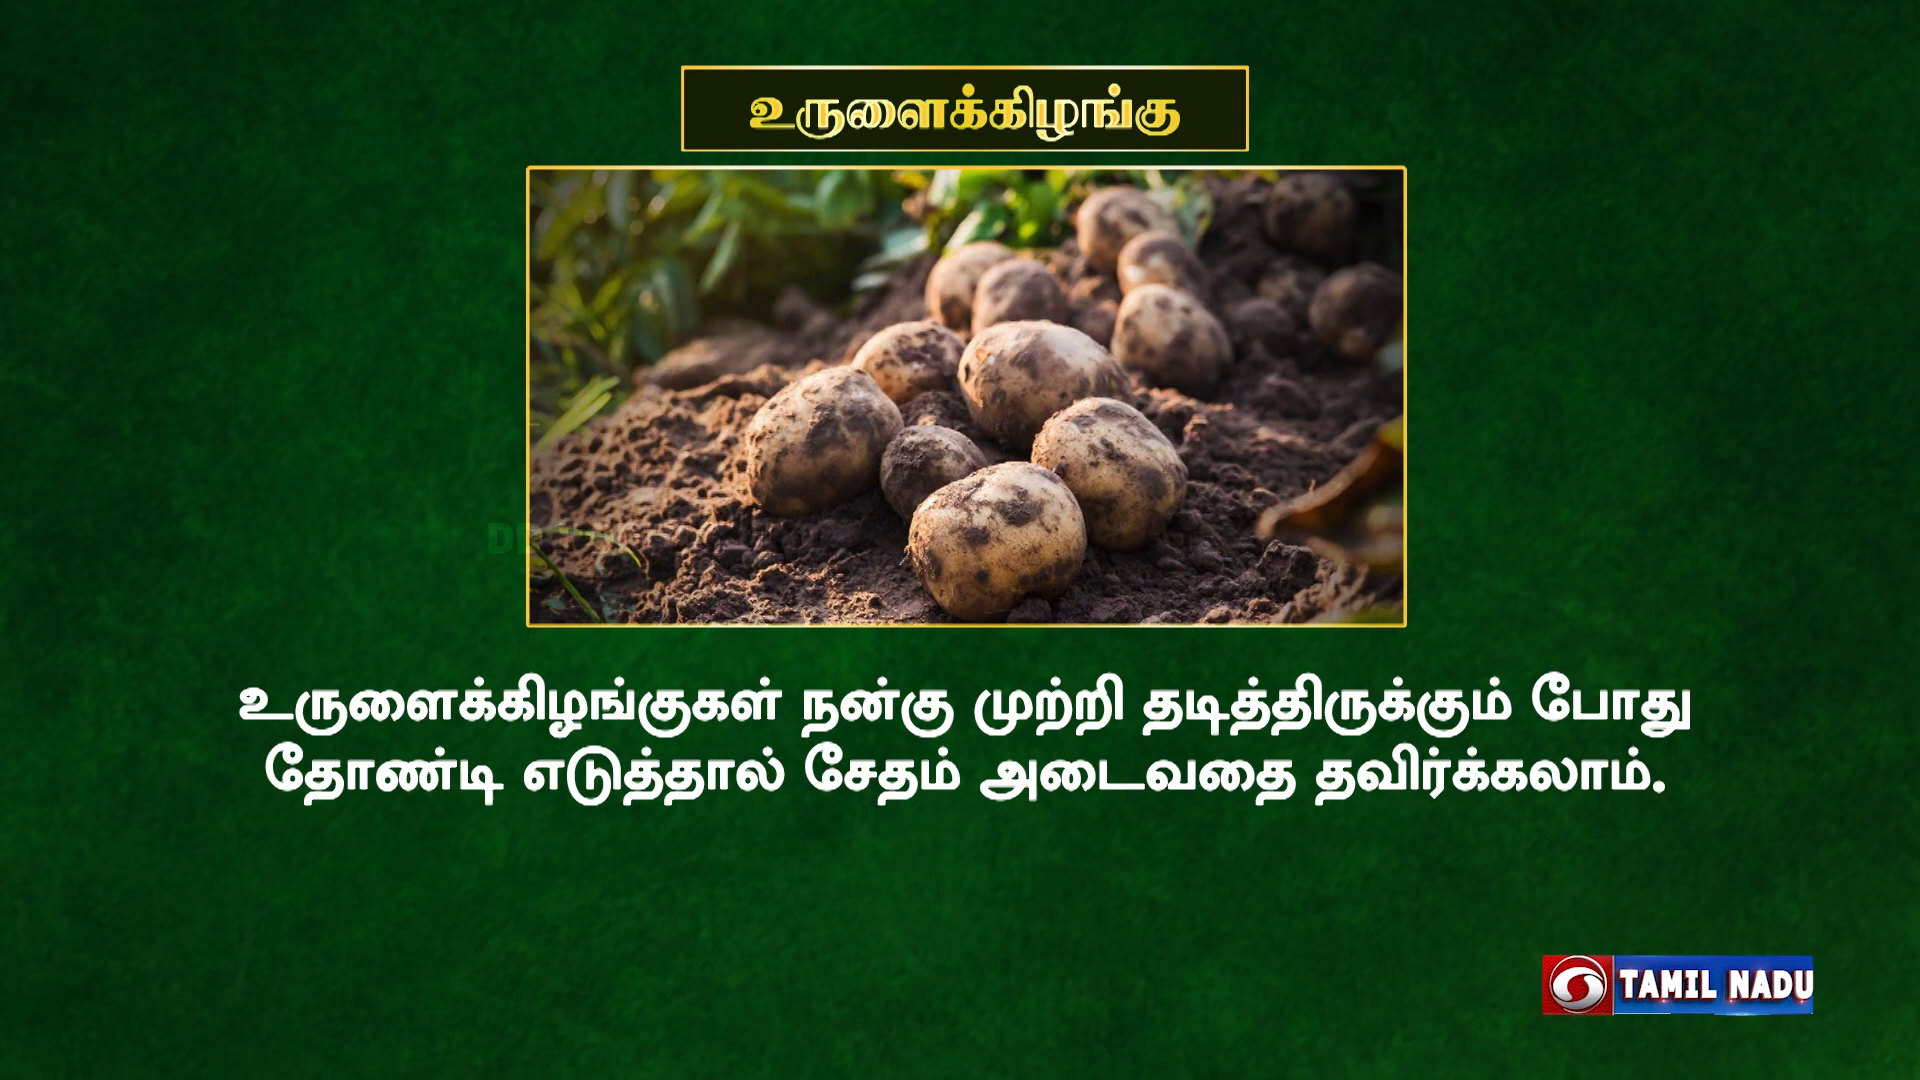 உருளைக்கிழங்கு
உருளைக்கிழங்குகள் நன்கு முற்றி தடித்திருக்கும் போது
தோண்டி எடுத்தால் சேதம் அடைவதை தவிர்க்கலாம்.
TAMIL NADU